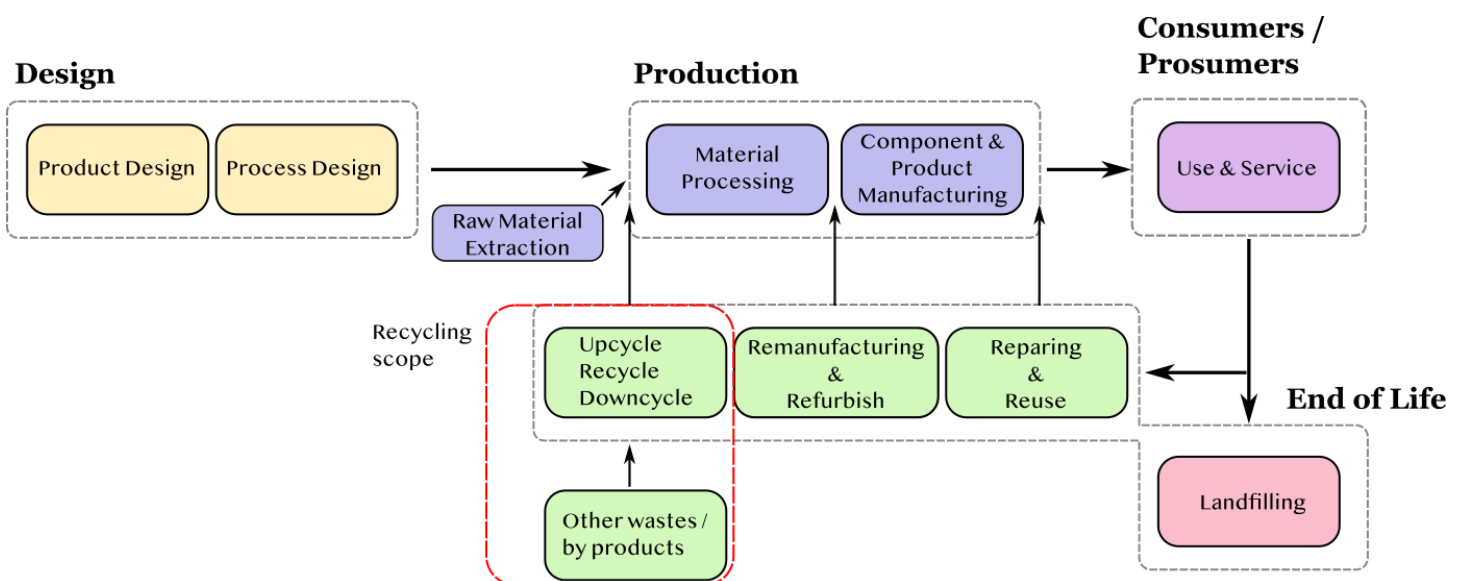 Consumers /
Prosumers
Design
Production
Product Design
Process Design
Material
Processing
Component &
Product
Manufacturing
Use & Service
Raw Material
Extraction
Recycling
scope
Upcycle
Recycle
Downcycle
Remanufacturing
&
Refurbish
Reparing
&
Reuse
End of Life
Landfilling
Other wastes /
by products